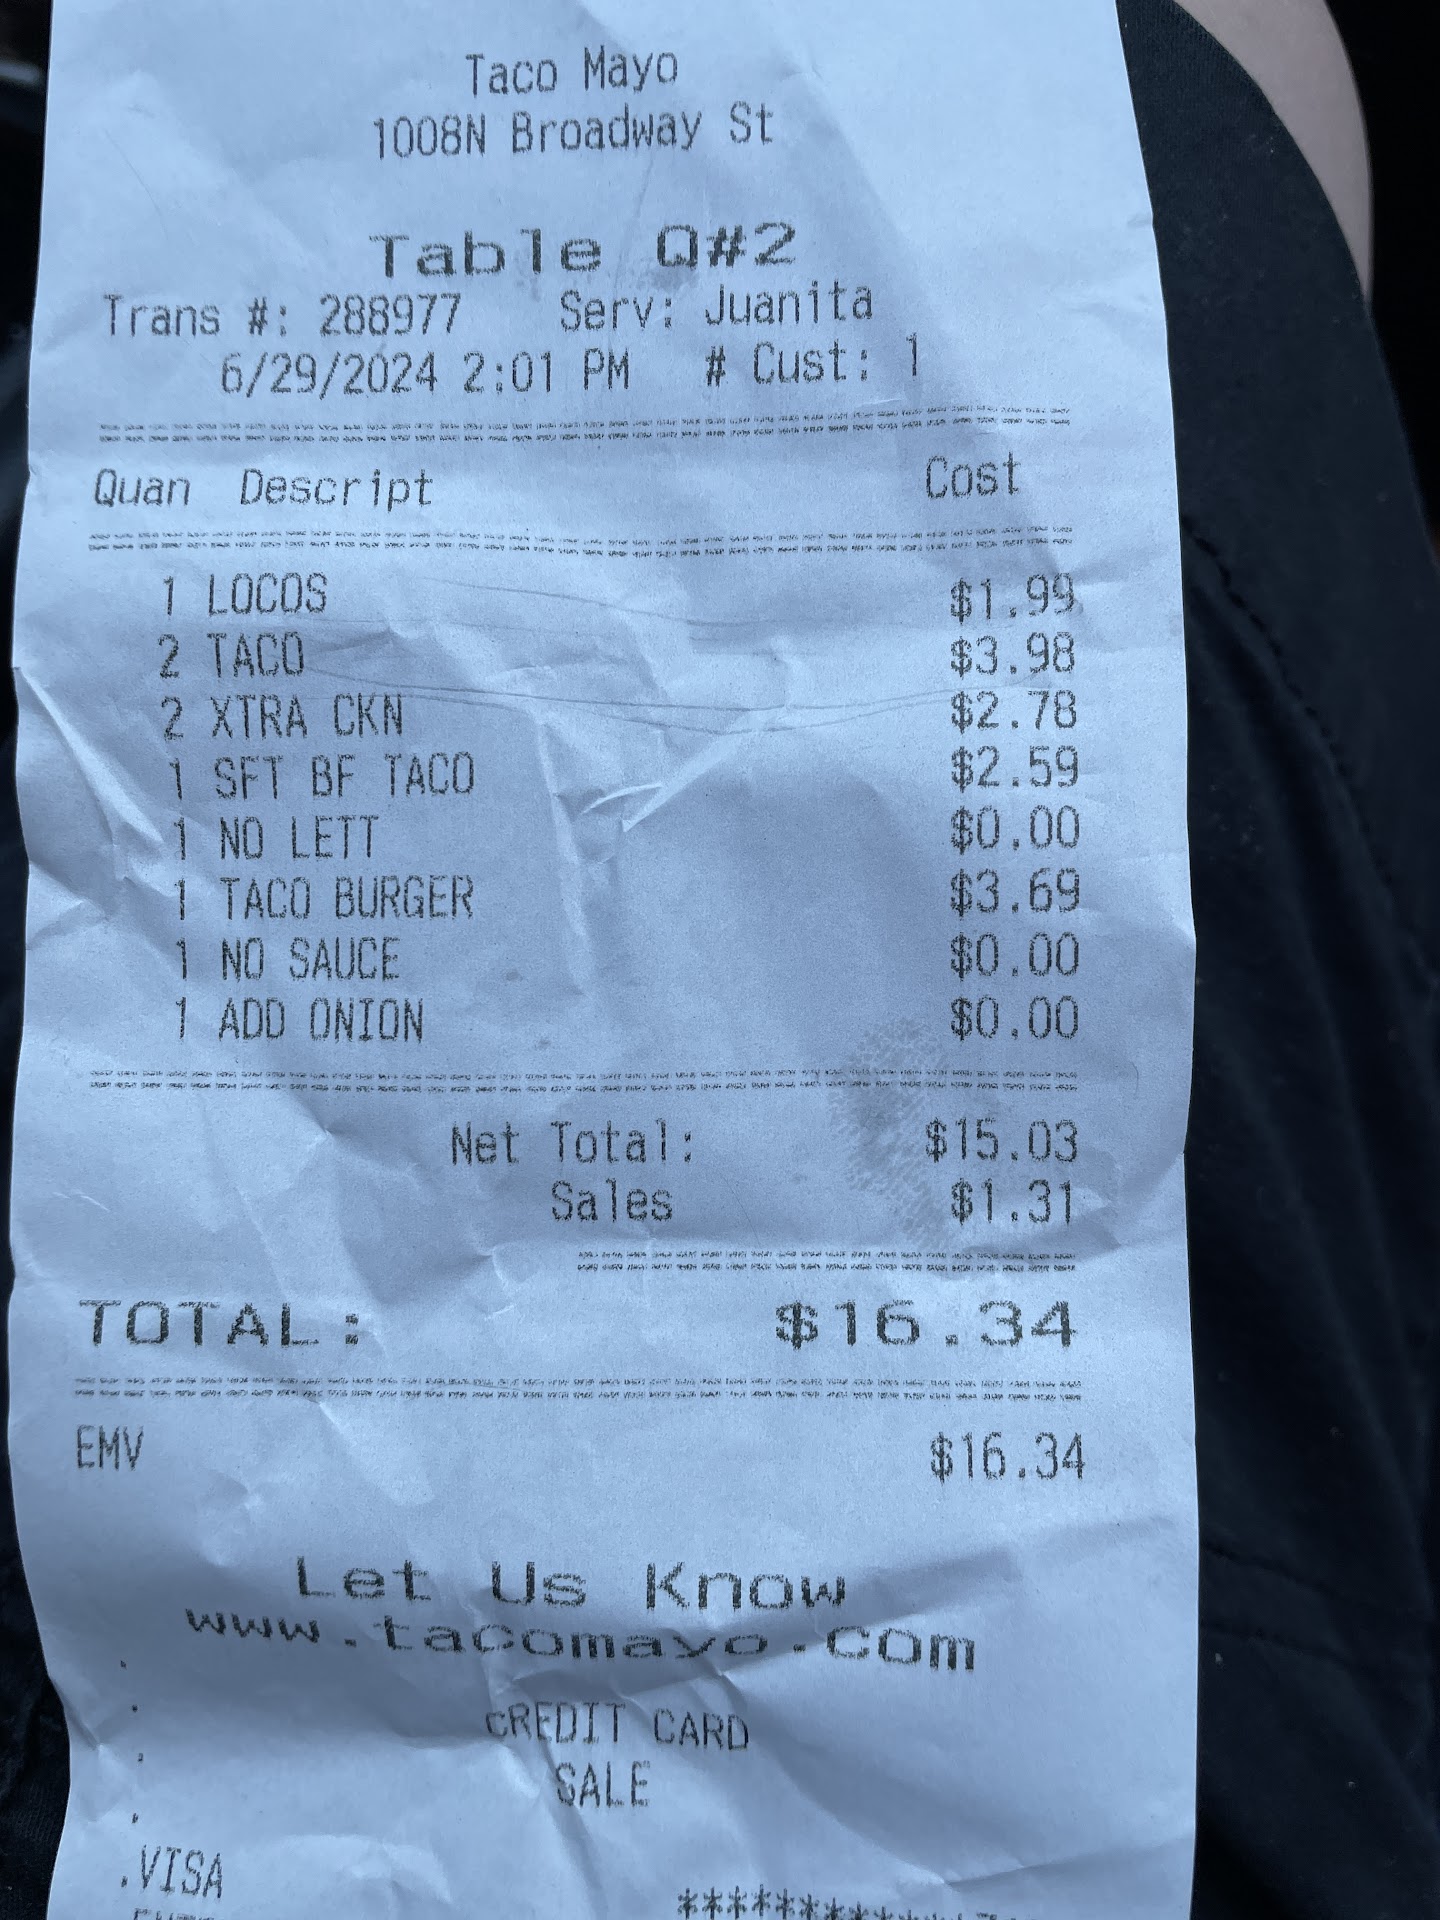 Taco Mayo
1008N Broadway St
Table Q#2
Trans #: 288977 Serv: Juanita
6/29/2024 2:01 PM # Cust: 1
Quan Descript Cost
1 LOCOS $1.99
2 TACO $3.98
2 XTRA CKN $2.78
1 SFT BF TACO $2.59
1 NO LETT $0.00
1 TACO BURGER $3.69
1 NO SAUCE $0.00
1 ADD ONION $0.00
Net Total: $15.03
Sales $1.31
TOTAL: $16.34
EMV $16.34
Let Us Know
www.tacomayo.com
CREDIT CARD
SALE
.VISA